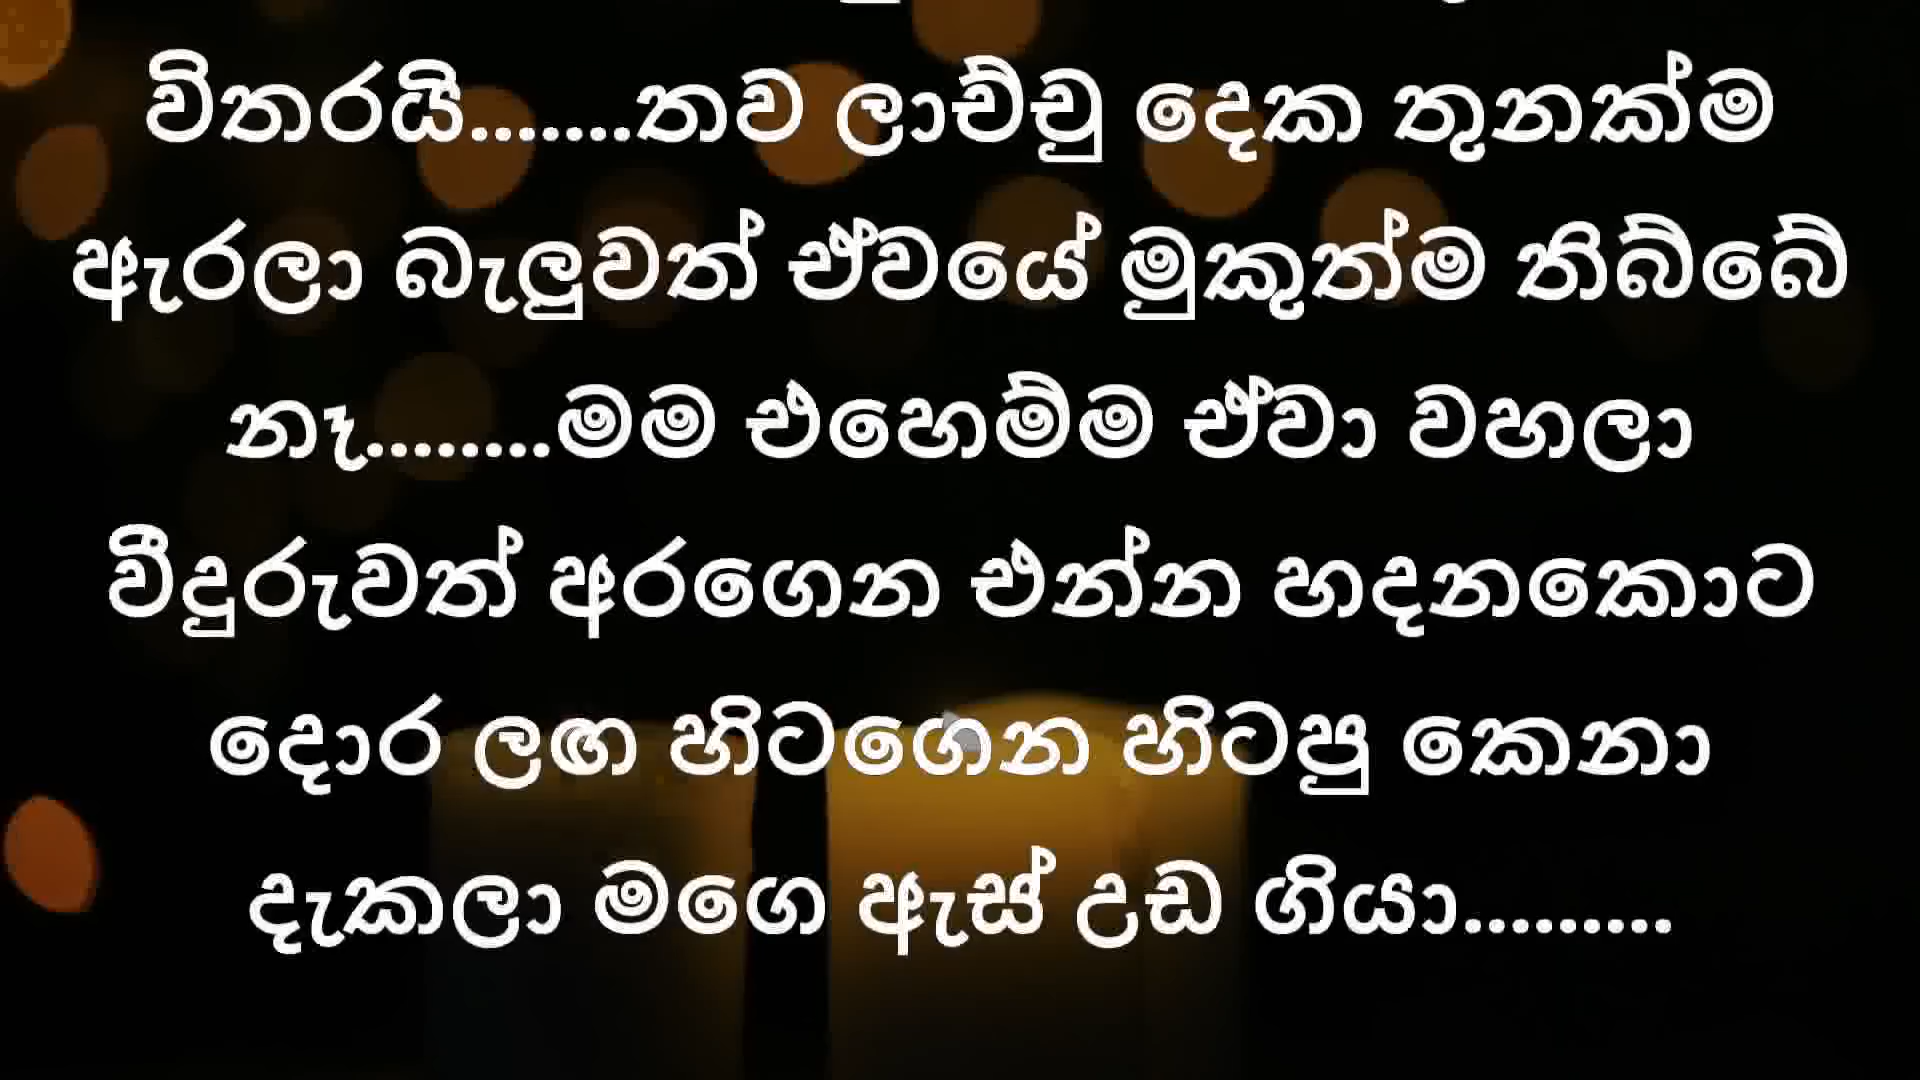 විතරයි.......තව ලාච්චු දෙක තුනක්ම
ඇරලා බැලුවත් ඒවයේ මුකුත්ම තිබ්බේ
නෑ........මම එහෙම්ම ඒවා වහලා
වීදුරුවත් අරගෙන එන්න හදනකොට
දොර ලඟ හිටගෙන හිටපු කෙනා
දැකලා මගෙ ඇස් උඩ ගියා.........